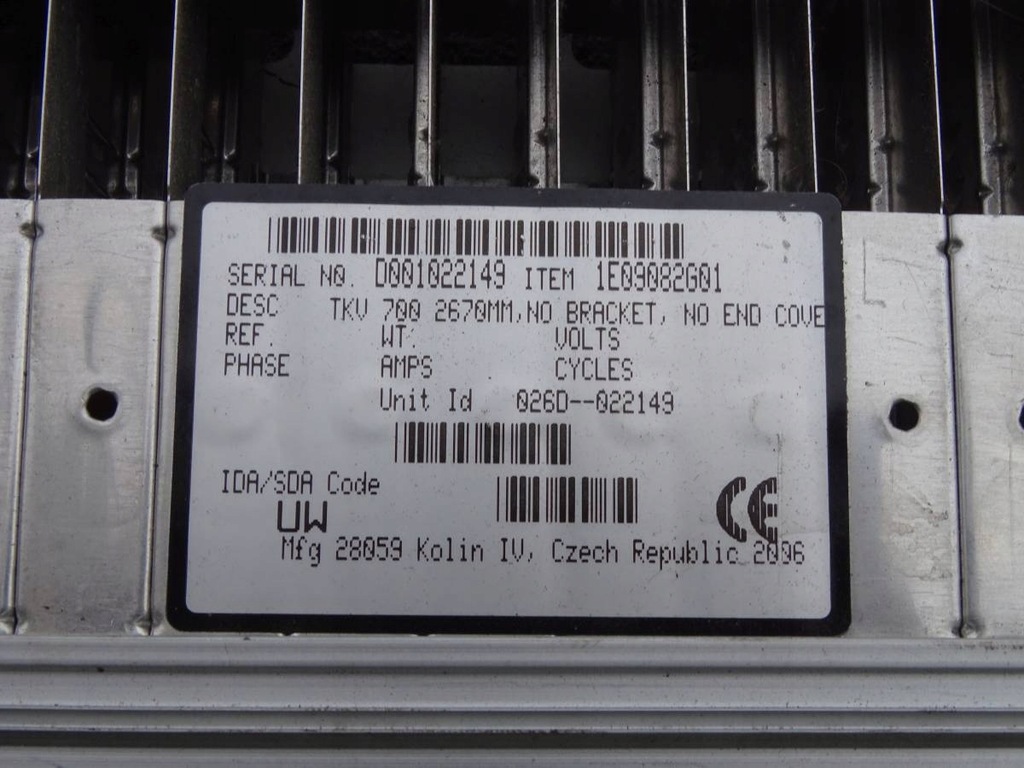 SERIAL NO. D001022149 ITEM 1E09082G01
DESC TKV 700 2670MM,NO BRACKET, NO END COVE
REF. WT. VOLTS
PHASE AMPS CYCLES
Unit Id 026D--022149
IDA/SDA Code
UW
CE
Mfg 28059 Kolin IV, Czech Republic 2006